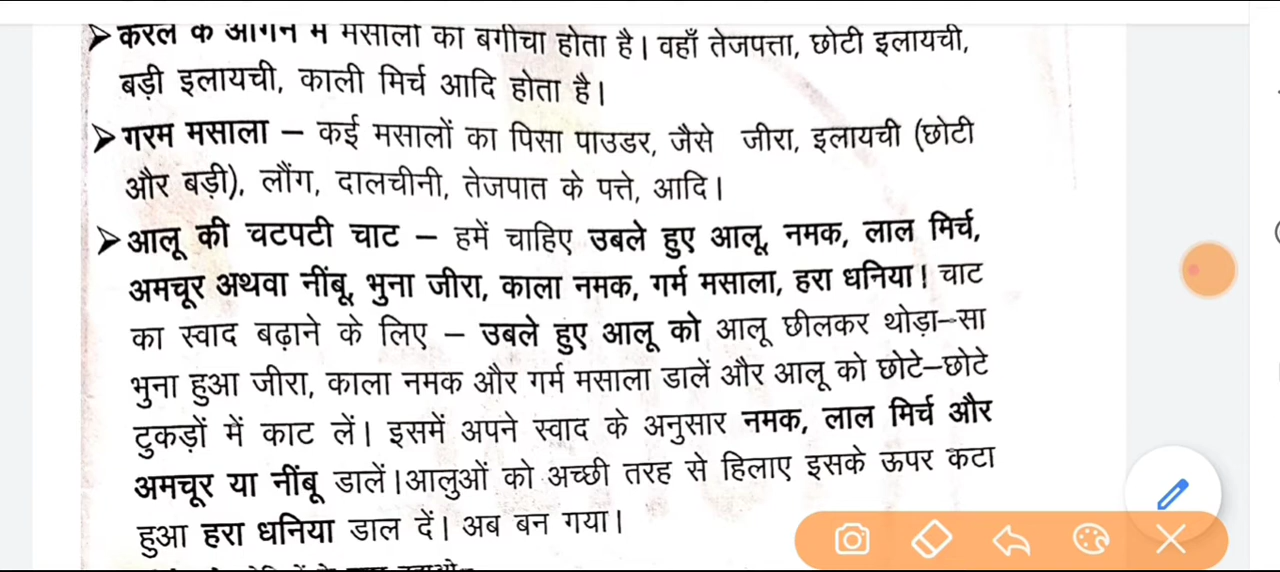 ➤ करल क आगन म मसालों का बगीचा होता है। वहाँ तेजपत्ता, छोटी इलायची,
बड़ी इलायची, काली मिर्च आदि होता है।
➤ गरम मसाला – कई मसालों का पिसा पाउडर, जैसे जीरा, इलायची (छोटी
और बड़ी), लौंग, दालचीनी, तेजपात के पत्ते, आदि।
➤ आलू की चटपटी चाट – हमें चाहिए उबले हुए आलू, नमक, लाल मिर्च,
अमचूर अथवा नींबू, भुना जीरा, काला नमक, गर्म मसाला, हरा धनिया। चाट
का स्वाद बढ़ाने के लिए – उबले हुए आलू को आलू छीलकर थोड़ा–सा
भुना हुआ जीरा, काला नमक और गर्म मसाला डालें और आलू को छोटे–छोटे
टुकड़ों में काट लें। इसमें अपने स्वाद के अनुसार नमक, लाल मिर्च और
अमचूर या नींबू डालें।आलुओं को अच्छी तरह से हिलाए इसके ऊपर कटा
हुआ हरा धनिया डाल दें। अब बन गया।